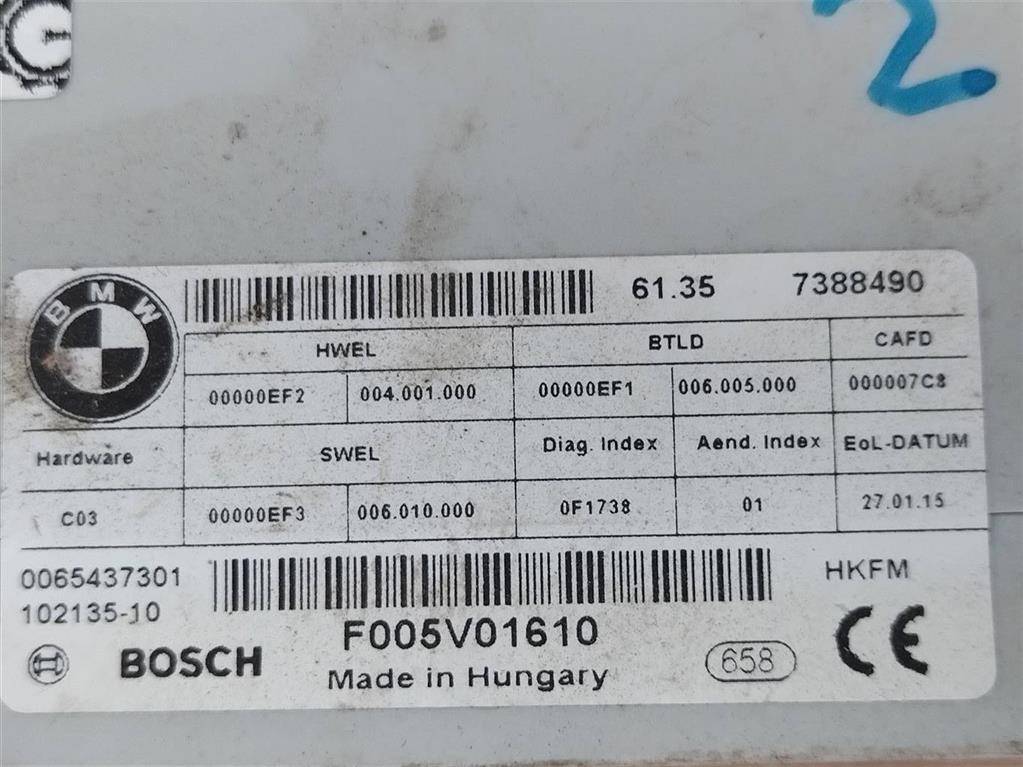 2
BMW
61.35 7388490
HWEL BTLD CAFD
00000EF2 004.001.000 00000EF1 006.005.000 000007C8
Hardware SWEL Diag. Index Aend. Index EoL-DATUM
C03 00000EF3 006.010.000 0F1738 01 27.01.15
0065437301 HKFM
102135-10
F005V01610
BOSCH Made in Hungary 658 CE